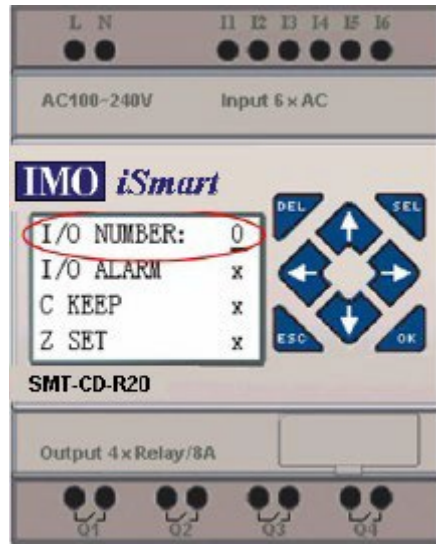 L N I1 I2 I3 I4 I5 I6
AC100~240V Input 6 x AC
IMO iSmart
I/O NUMBER: 0
I/O ALARM x
C KEEP x
Z SET x
DEL SEL
ESC OK
SMT-CD-R20
Output 4 x Relay/8A
Q1 Q2 Q3 Q4